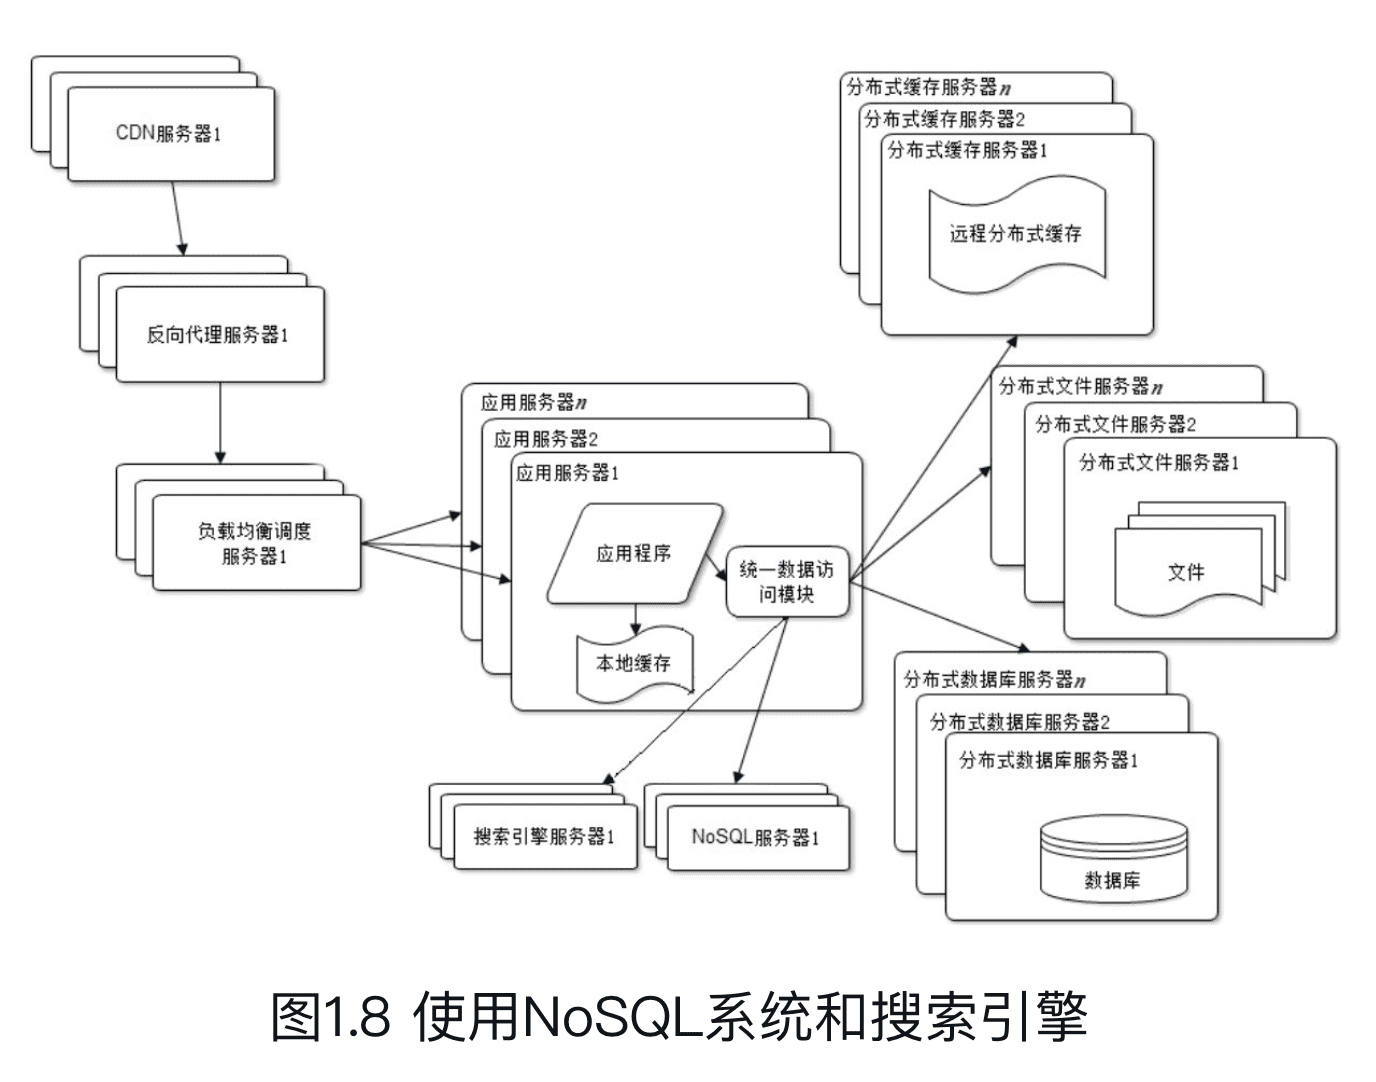 CDN服务器1
反向代理服务器1
负载均衡调度
服务器1
应用服务器n
应用服务器2
应用服务器1
应用程序
统一数据访
问模块
本地缓存
搜索引擎服务器1
NoSQL服务器1
分布式缓存服务器n
分布式缓存服务器2
分布式缓存服务器1
远程分布式缓存
分布式文件服务器n
分布式文件服务器2
分布式文件服务器1
文件
分布式数据库服务器n
分布式数据库服务器2
分布式数据库服务器1
数据库
图1.8 使用NoSQL系统和搜索引擎